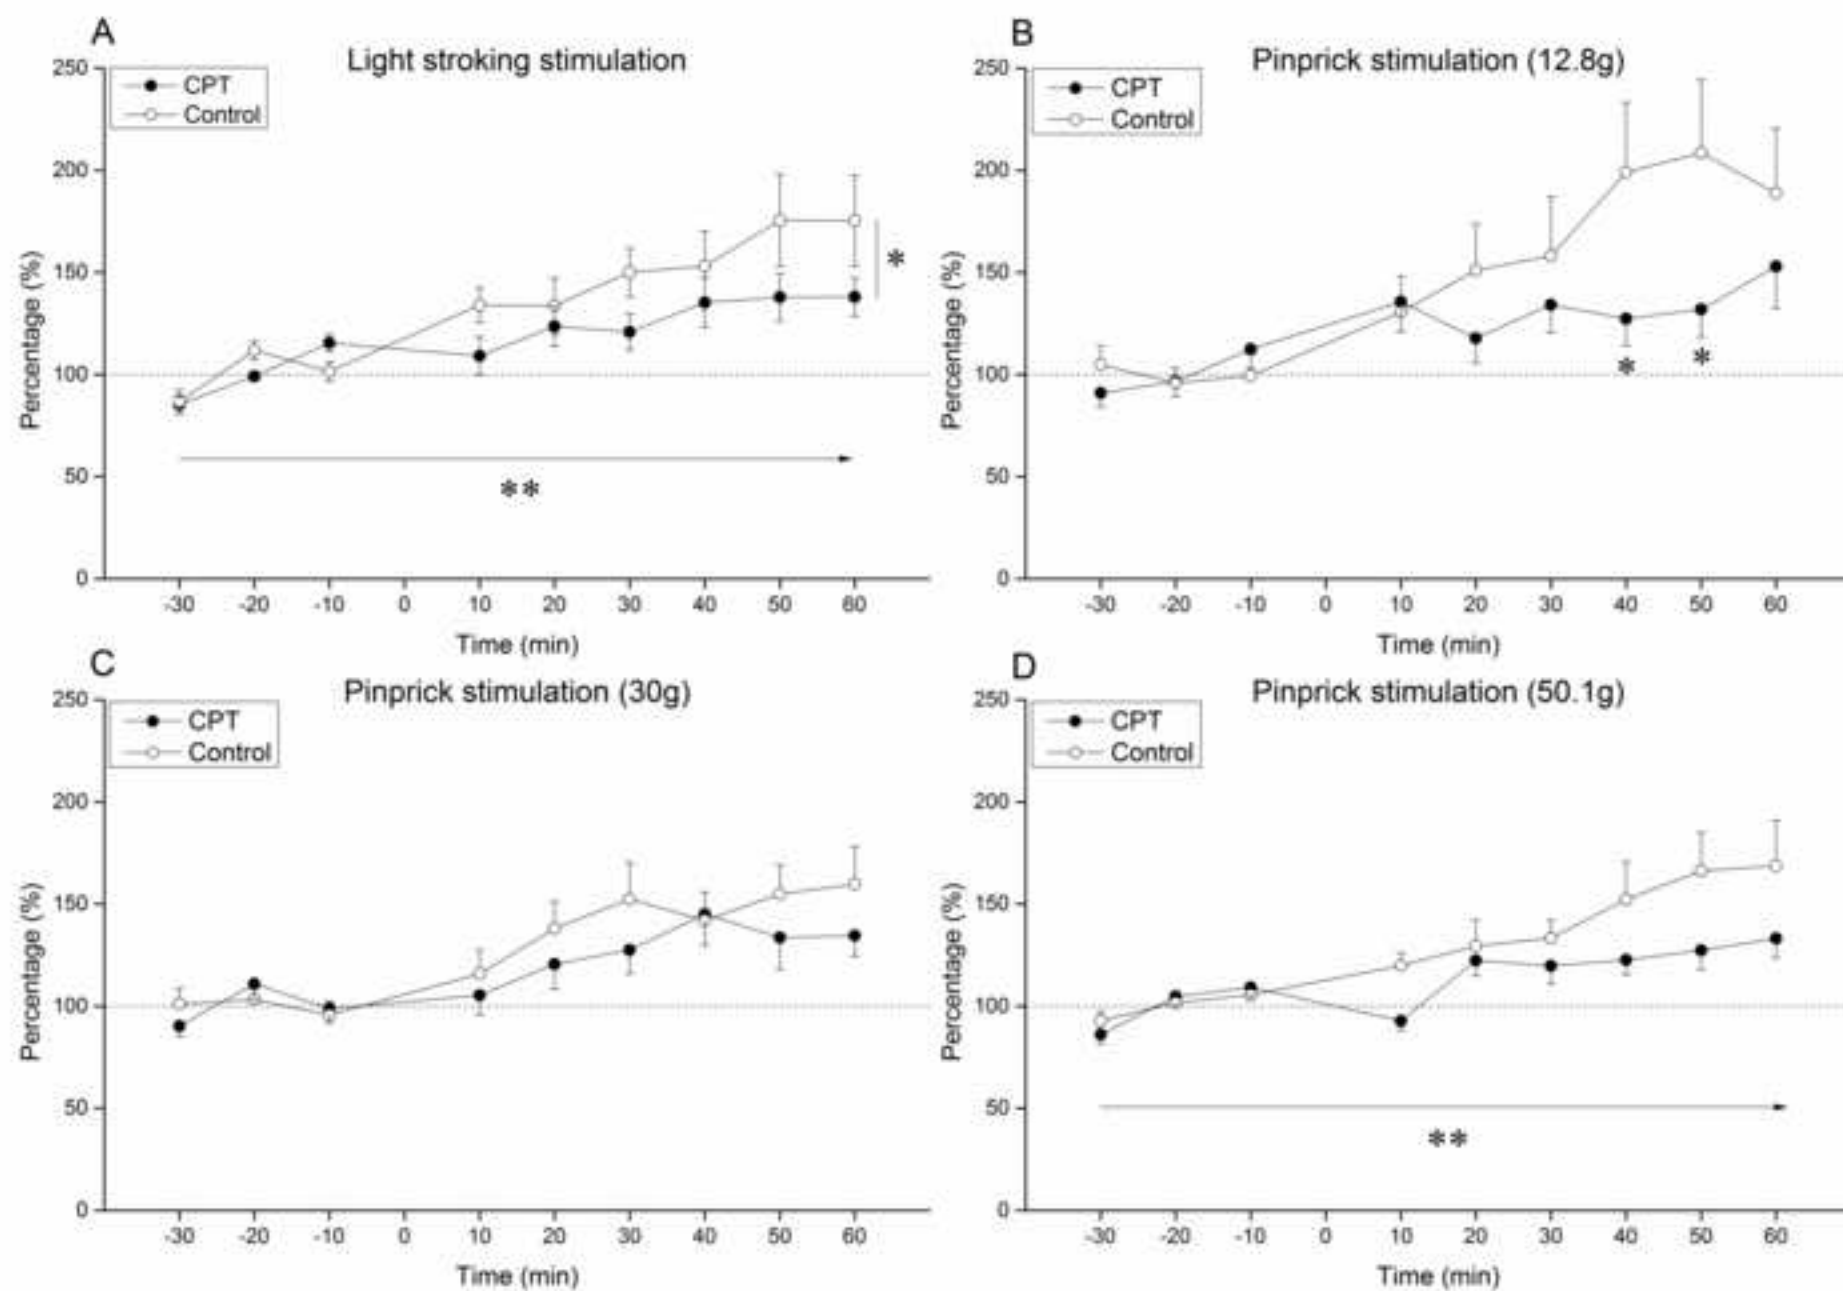 A
Light stroking stimulation
CPT
Control
250
200
150
100
50
0
Percentage (%)
*
**
-30 -20 -10 0 10 20 30 40 50 60
Time (min)
B
Pinprick stimulation (12.8g)
CPT
Control
250
200
150
100
50
0
Percentage (%)
* *
-30 -20 -10 0 10 20 30 40 50 60
Time (min)
C
Pinprick stimulation (30g)
CPT
Control
250
200
150
100
50
0
Percentage (%)
-30 -20 -10 0 10 20 30 40 50 60
Time (min)
D
Pinprick stimulation (50.1g)
CPT
Control
250
200
150
100
50
0
Percentage (%)
**
-30 -20 -10 0 10 20 30 40 50 60
Time (min)